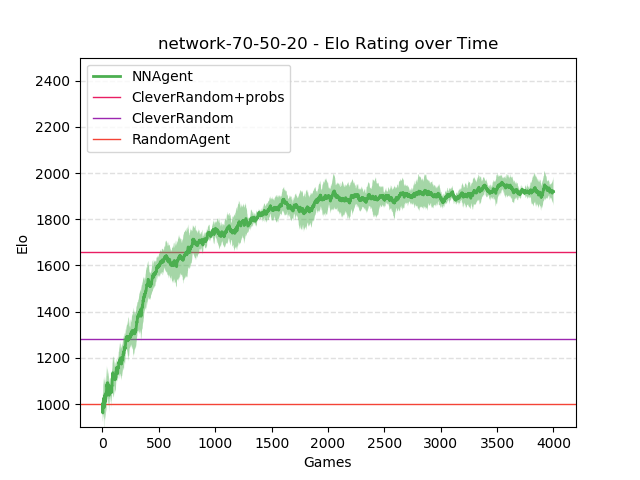 network-70-50-20 - Elo Rating over Time
NNAgent
CleverRandom+probs
CleverRandom
RandomAgent
2400
2200
2000
1800
1600
1400
1200
1000
Elo
0 500 1000 1500 2000 2500 3000 3500 4000
Games